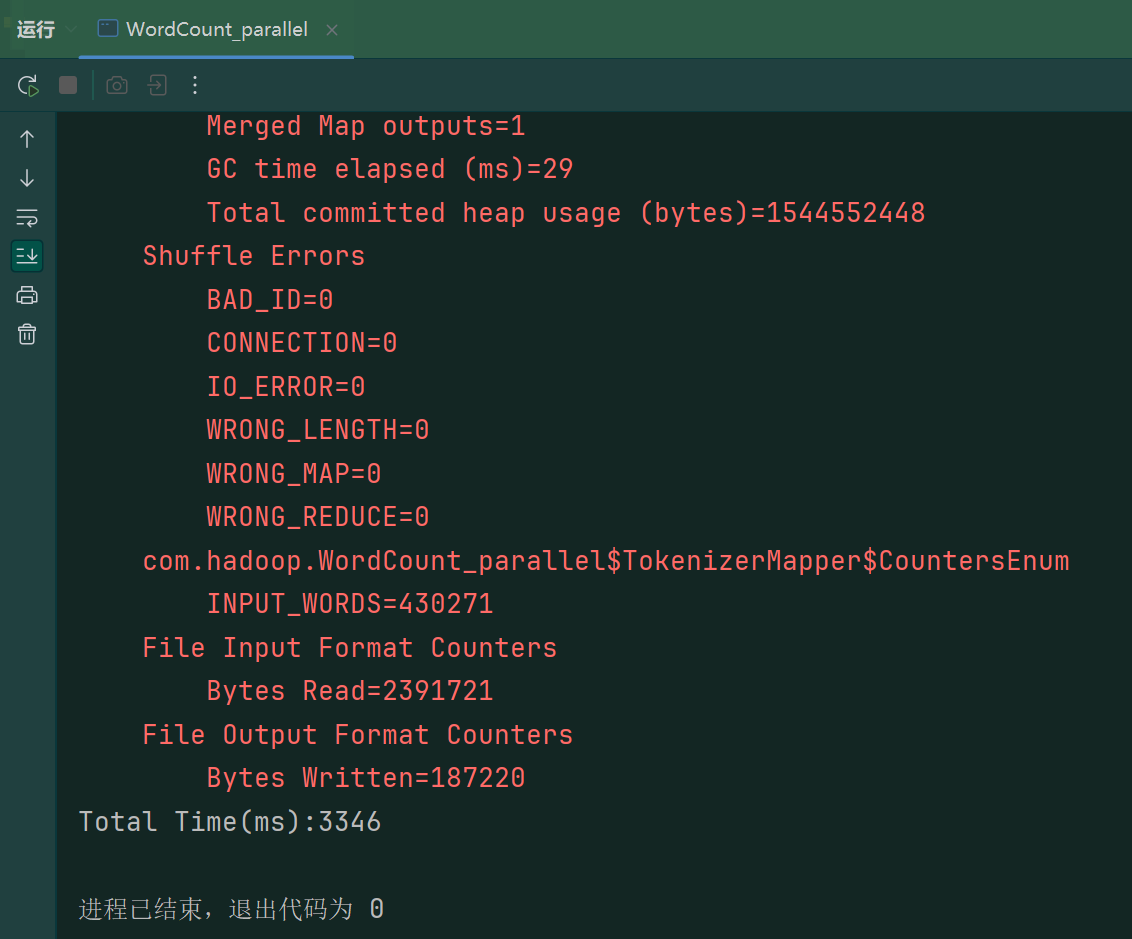 运行
WordCount_parallel
Merged Map outputs=1
GC time elapsed (ms)=29
Total committed heap usage (bytes)=1544552448
Shuffle Errors
BAD_ID=0
CONNECTION=0
IO_ERROR=0
WRONG_LENGTH=0
WRONG_MAP=0
WRONG_REDUCE=0
com.hadoop.WordCount_parallel$TokenizerMapper$CountersEnum
INPUT_WORDS=430271
File Input Format Counters
Bytes Read=2391721
File Output Format Counters
Bytes Written=187220
Total Time(ms):3346
进程已结束，退出代码为 0